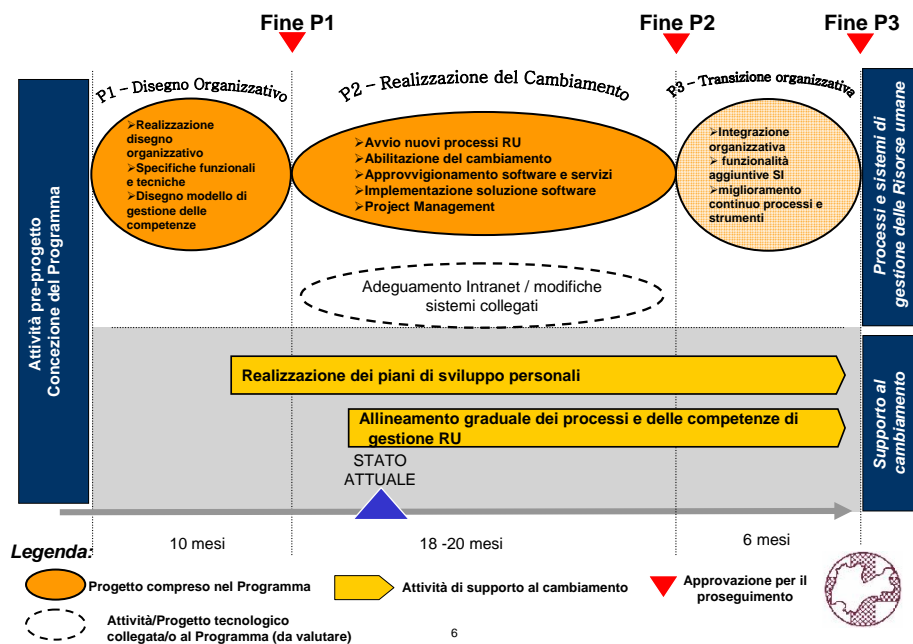 Fine P1
Fine P2
Fine P3
P1 – Disegno Organizzativo
P2 – Realizzazione del Cambiamento
P3 – Transizione organizzativa
Attività pre-progetto
Concezione del Programma
➢Realizzazione
disegno
organizzativo
➢Specifiche funzionali
e tecniche
➢Disegno modello di
gestione delle
competenze
➢Avvio nuovi processi RU
➢Abilitazione del cambiamento
➢Approvvigionamento software e servizi
➢Implementazione soluzione software
➢Project Management
➢Integrazione
organizzativa
➢ funzionalità
aggiuntive SI
➢miglioramento
continuo processi e
strumenti
Processi e sistemi di
gestione delle Risorse umane
Adeguamento Intranet / modifiche
sistemi collegati
Realizzazione dei piani di sviluppo personali
Allineamento graduale dei processi e delle competenze di
gestione RU
Supporto al
cambiamento
STATO
ATTUALE
10 mesi
18 -20 mesi
6 mesi
Legenda:
Progetto compreso nel Programma
Attività di supporto al cambiamento
Approvazione per il
proseguimento
Attività/Progetto tecnologico
collegata/o al Programma (da valutare)
6